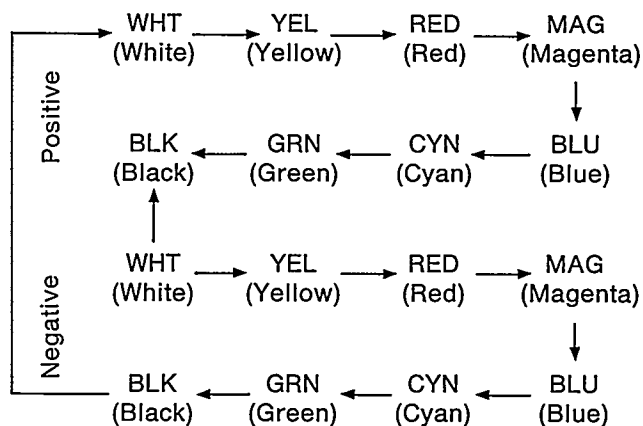 WHT YEL RED MAG
(White) (Yellow) (Red) (Magenta)
Positive
BLK GRN CYN BLU
(Black) (Green) (Cyan) (Blue)
WHT YEL RED MAG
(White) (Yellow) (Red) (Magenta)
Negative
BLK GRN CYN BLU
(Black) (Green) (Cyan) (Blue)